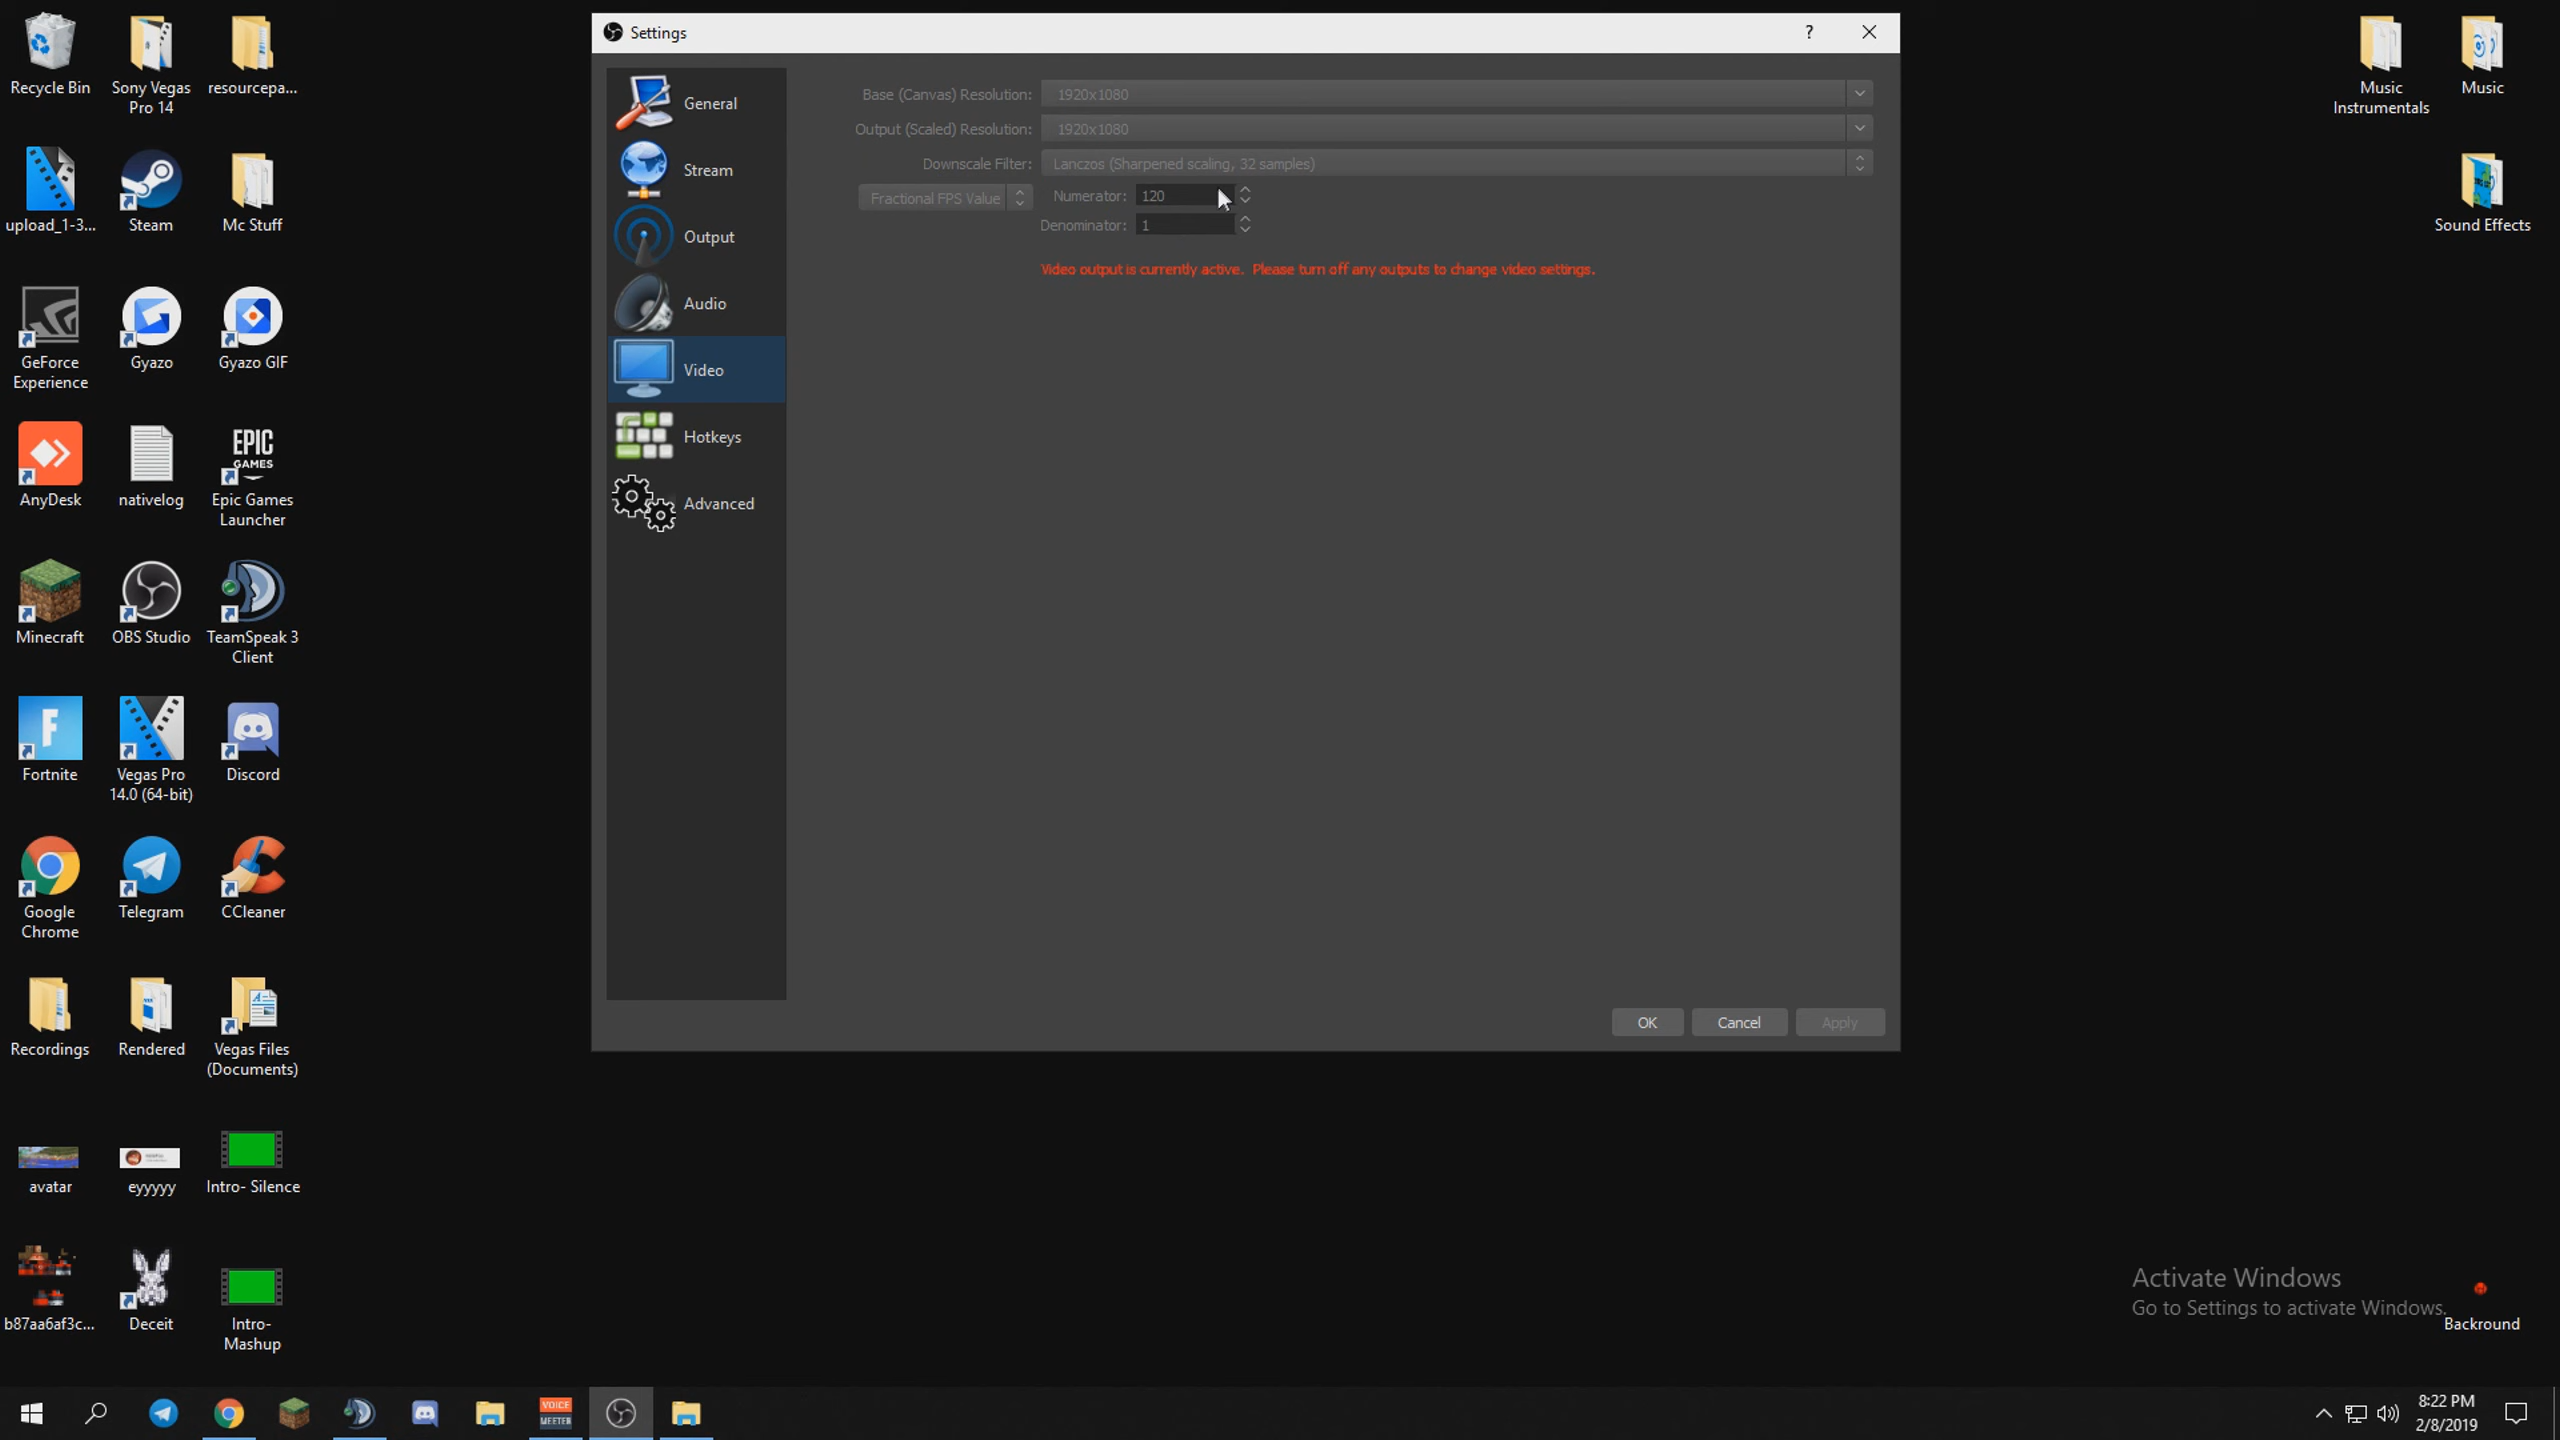 Recycle Bin
Sony Vegas
Pro 14
resourcepa...
upload_1-3...
Steam
Mc Stuff
GeForce
Experience
Gyazo
Gyazo GIF
AnyDesk
nativelog
EPIC
GAMES
Epic Games
Launcher
Minecraft
OBS Studio
TeamSpeak 3
Client
F
Fortnite
Vegas Pro
14.0 (64-bit)
Discord
Google
Chrome
Telegram
CCleaner
Recordings
Rendered
Vegas Files
(Documents)
avatar
eyyyyy
Intro- Silence
b87aa6af3c...
Deceit
Intro-
Mashup
Settings
?
General
Stream
Output
Audio
Video
Hotkeys
Advanced
Base (Canvas) Resolution: 1920x1080
Output (Scaled) Resolution: 1920x1080
Downscale Filter: Lanczos (Sharpened scaling, 32 samples)
Fractional FPS Value Numerator: 120
Denominator: 1
Video output is currently active. Please turn off any outputs to change video settings.
OK Cancel Apply
Music
Instrumentals
Music
Sound Effects
Activate Windows
Go to Settings to activate Windows.
Backround
VOICE
MEETER
8:22 PM
2/8/2019